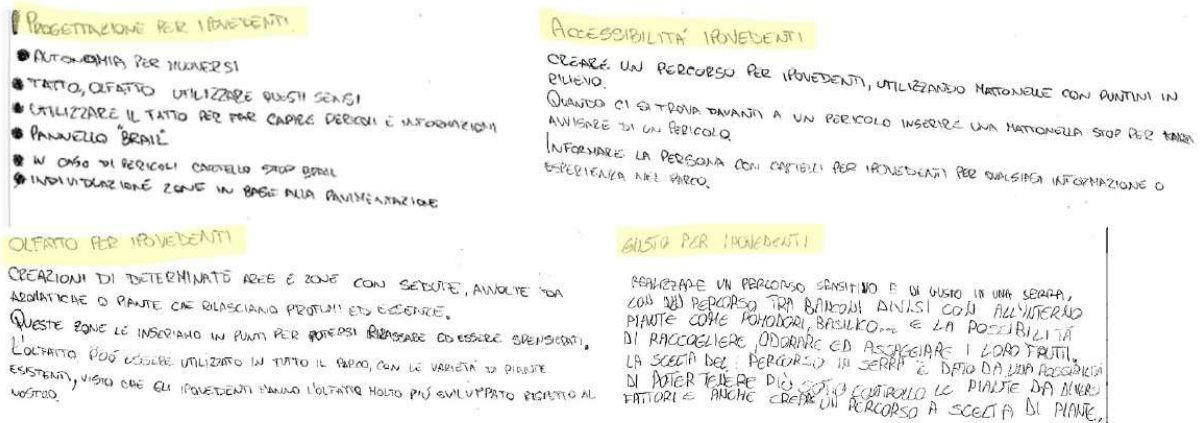 PROGETTAZIONE PER IPOVEDENTI
AUTONOMIA PER MUOVERSI
TATTO, OLFATTO UTILIZZARE QUESTI SENSI
UTILIZZARE IL TATTO PER FAR CAPIRE PERICOLI E INFORMAZIONI
PANNELLO "BRAIL"
IN CASO DI PERICOLI CARTELLO STOP BRAIL
INDIVIDUAZIONE ZONE IN BASE ALLA PAVIMENTAZIONE
ACCESSIBILITA' IPOVEDENTI
CREARE UN PERCORSO PER IPOVEDENTI, UTILIZZANDO MATTONELLE CON PUNTINI IN
RILIEVO.
QUANDO CI SI TROVA DAVANTI A UN PERICOLO INSERIRE UNA MATTONELLA STOP PER
AVVISARE DI UN PERICOLO.
INFORMARE LA PERSONA CON CARTELLI PER IPOVEDENTI PER QUALSIASI INFORMAZIONE O
ESPERIENZA NEL PARCO.
OLFATTO PER IPOVEDENTI
CREAZIONI DI DETERMINATE AREE E ZONE CON SEDUTE, AVVOLTE DA
AROMATICHE O PIANTE CHE RILASCIANO PROFUMI ED ESSENZE.
QUESTE ZONE LE INSERIAMO IN PUNTI PER POTERSI RILASSARE ED ESSERE SPENSIERATI.
L'OLFATTO PUÓ ESSERE UTILIZZATO IN TUTTO IL PARCO, CON LE VARIETÀ DI PIANTE
ESISTENTI, VISTO CHE GLI IPOVEDENTI HANNO L'OLFATTO MOLTO PIÚ SVILUPPATO RISPETTO AL
NOSTRO.
GUSTO PER IPOVEDENTI
REALIZZARE UN PERCORSO SENSITIVO E DI GUSTO IN UNA SERRA,
CON UN PERCORSO TRA BANCONI DIVISI CON ALL'INTERNO
PIANTE COME POMODORI, BASILICO... E LA POSSIBILITÀ
DI RACCOGLIERE, ODORARE ED ASSAGGIARE I LORO FRUTTI.
LA SCELTA DEL PERCORSO IN SERRA È DATO DA UNA POSSIBILITÀ
DI POTER TENERE PIÙ SOTTO CONTROLLO LE PIANTE DA DIVERSI
FATTORI E ANCHE CREARE UN PERCORSO A SCELTA DI PIANTE.